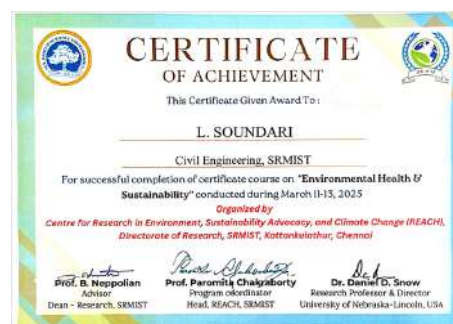 CERTIFICATE
OF ACHIEVEMENT
This Certificate Given Award To :
L. SOUNDARI
Civil Engineering, SRMIST
For successful completion of certificate course on "Environmental Health &
Sustainability" conducted during March 11-13, 2025
Organized by
Centre for Research in Environment, Sustainability Advocacy, and Climate Change (REACH),
Directorate of Research, SRMIST, Kattankulathur, Chennai
Prof. B. Neppolian
Advisor
Dean - Research, SRMIST
Prof. Paromita Chakraborty
Program coordinator
Head, REACH, SRMIST
Dr. Daniel D. Snow
Research Professor & Director
University of Nebraska-Lincoln, USA